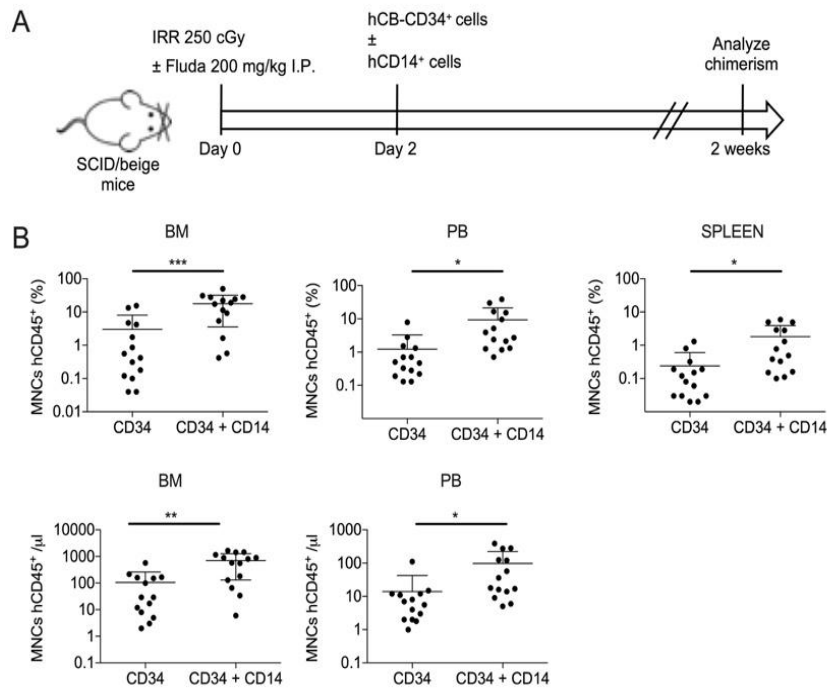 A
IRR 250 cGy
± Fluda 200 mg/kg I.P.
hCB-CD34⁺ cells
±
hCD14⁺ cells
Analyze
chimerism
SCID/beige
mice
Day 0
Day 2
2 weeks
B
BM
***
MNCs hCD45⁺ (%)
100
10
1
0.1
0.01
CD34
CD34 + CD14
PB
*
MNCs hCD45⁺ (%)
100
10
1
0.1
CD34
CD34 + CD14
SPLEEN
*
MNCs hCD45⁺ (%)
100
10
1
0.1
CD34
CD34 + CD14
BM
**
MNCs hCD45⁺ /µl
10000
1000
100
10
1
0.1
CD34
CD34 + CD14
PB
*
MNCs hCD45⁺ /µl
1000
100
10
1
0.1
CD34
CD34 + CD14